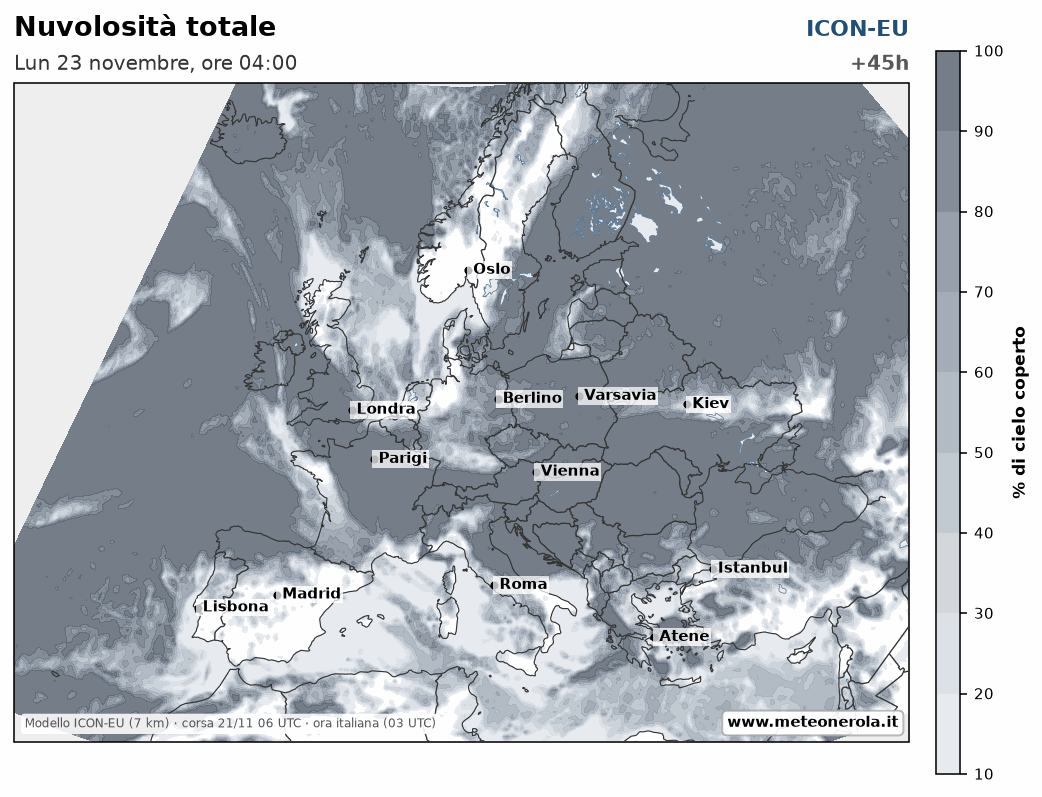 Nuvolosità totale
ICON-EU
Lun 23 novembre, ore 04:00
+45h
100
90
80
70
60
50
40
30
20
10
% di cielo coperto
Oslo
Londra
Berlino
Varsavia
Kiev
Parigi
Vienna
Istanbul
Roma
Madrid
Lisbona
Atene
Modello ICON-EU (7 km) · corsa 21/11 06 UTC · ora italiana (03 UTC)
www.meteonerola.it